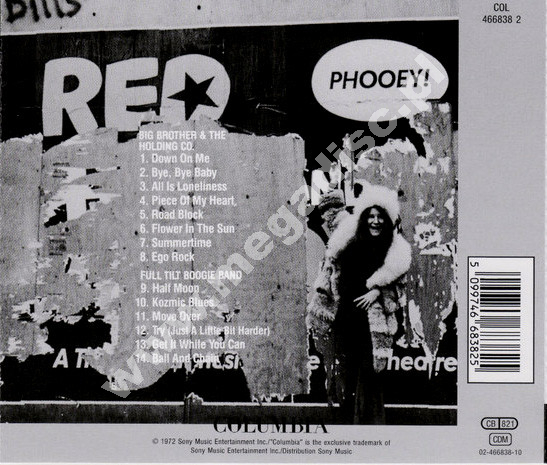 Bills
COL
466838 2
RED
PHOOEY!
BIG BROTHER & THE
HOLDING CO.
1. Down On Me
2. Bye, Bye Baby
3. All Is Loneliness
4. Piece Of My Heart,
5. Road Block
6. Flower In The Sun
7. Summertime
8. Ego Rock
FULL TILT BOOGIE BAND
9. Half Moon
10. Kozmic Blues
11. Move Over
12. Try (Just A Little Bit Harder)
13. Get It While You Can
14. Ball And Chain
5 099746 683825
COLUMBIA
CB 821
CDM
© 1972 Sony Music Entertainment Inc./"Columbia" is the exclusive trademark of
Sony Music Entertainment Inc./Distribution Sony Music
02-466838-10